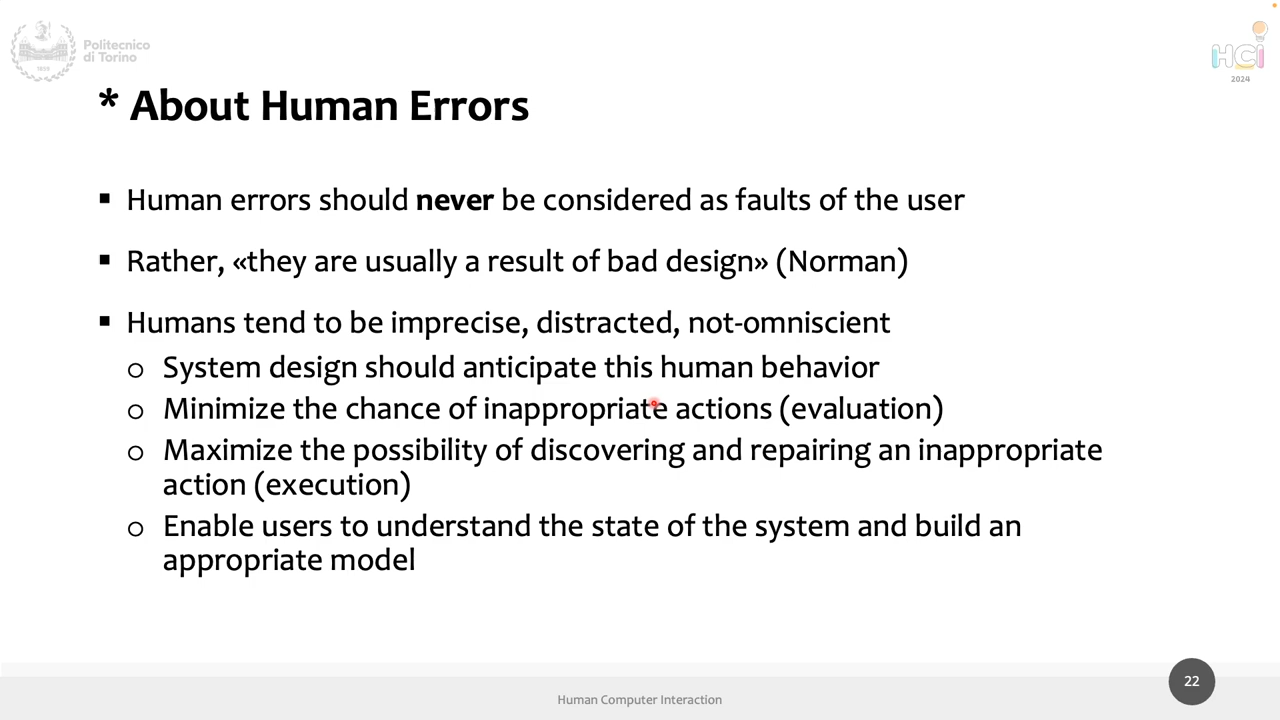 Politecnico
di Torino
1859
HCI
2024
* About Human Errors
▪ Human errors should never be considered as faults of the user
▪ Rather, «they are usually a result of bad design» (Norman)
▪ Humans tend to be imprecise, distracted, not-omniscient
o System design should anticipate this human behavior
o Minimize the chance of inappropriate actions (evaluation)
o Maximize the possibility of discovering and repairing an inappropriate
action (execution)
o Enable users to understand the state of the system and build an
appropriate model
22
Human Computer Interaction